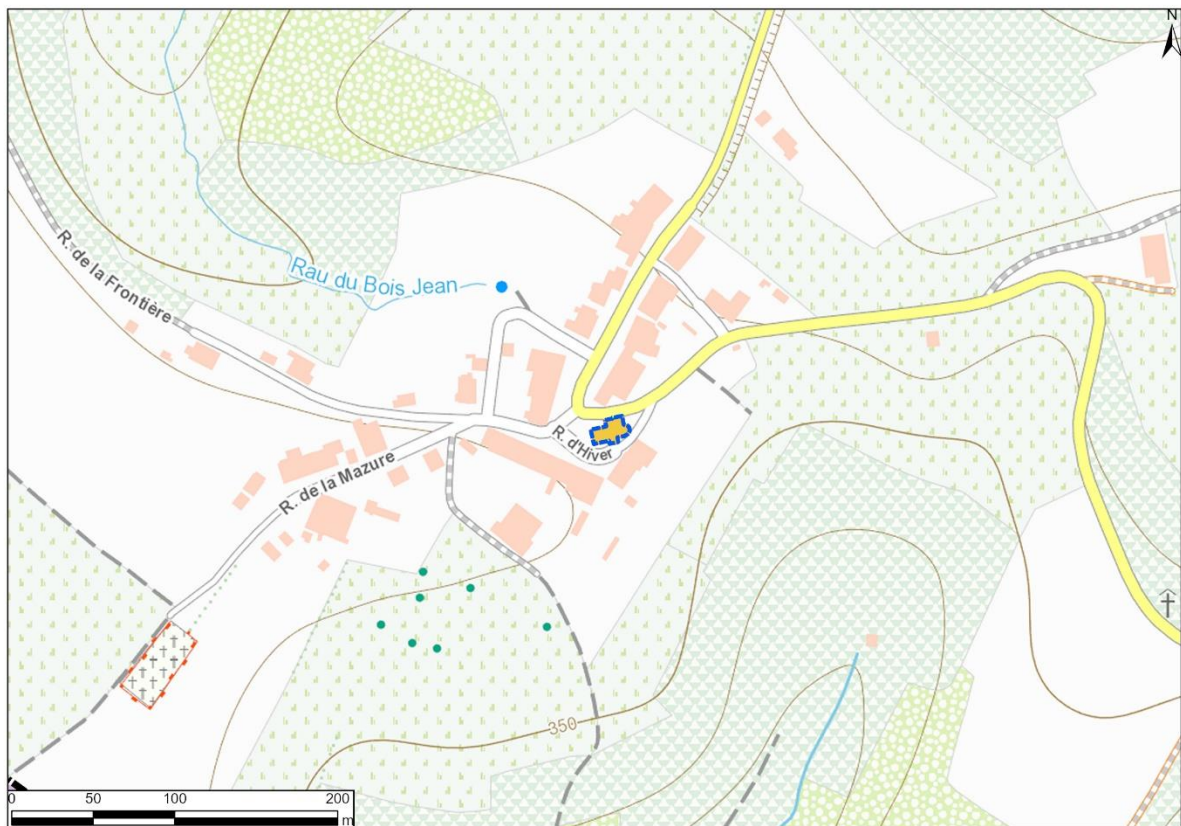 N
R. de la Frontière
Rau du Bois Jean
R. d'Hiver
R. de la Mazure
350
0 50 100 200
m